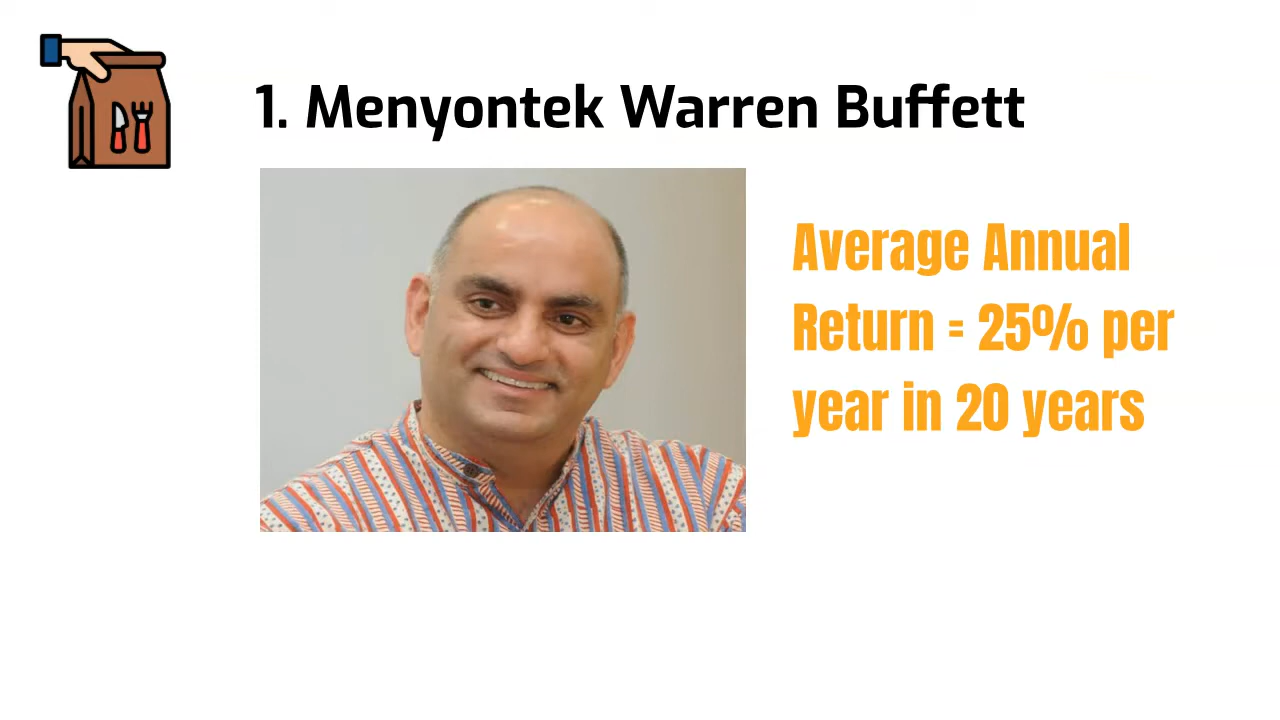 1. Menyontek Warren Buffett
Average Annual
Return = 25% per
year in 20 years